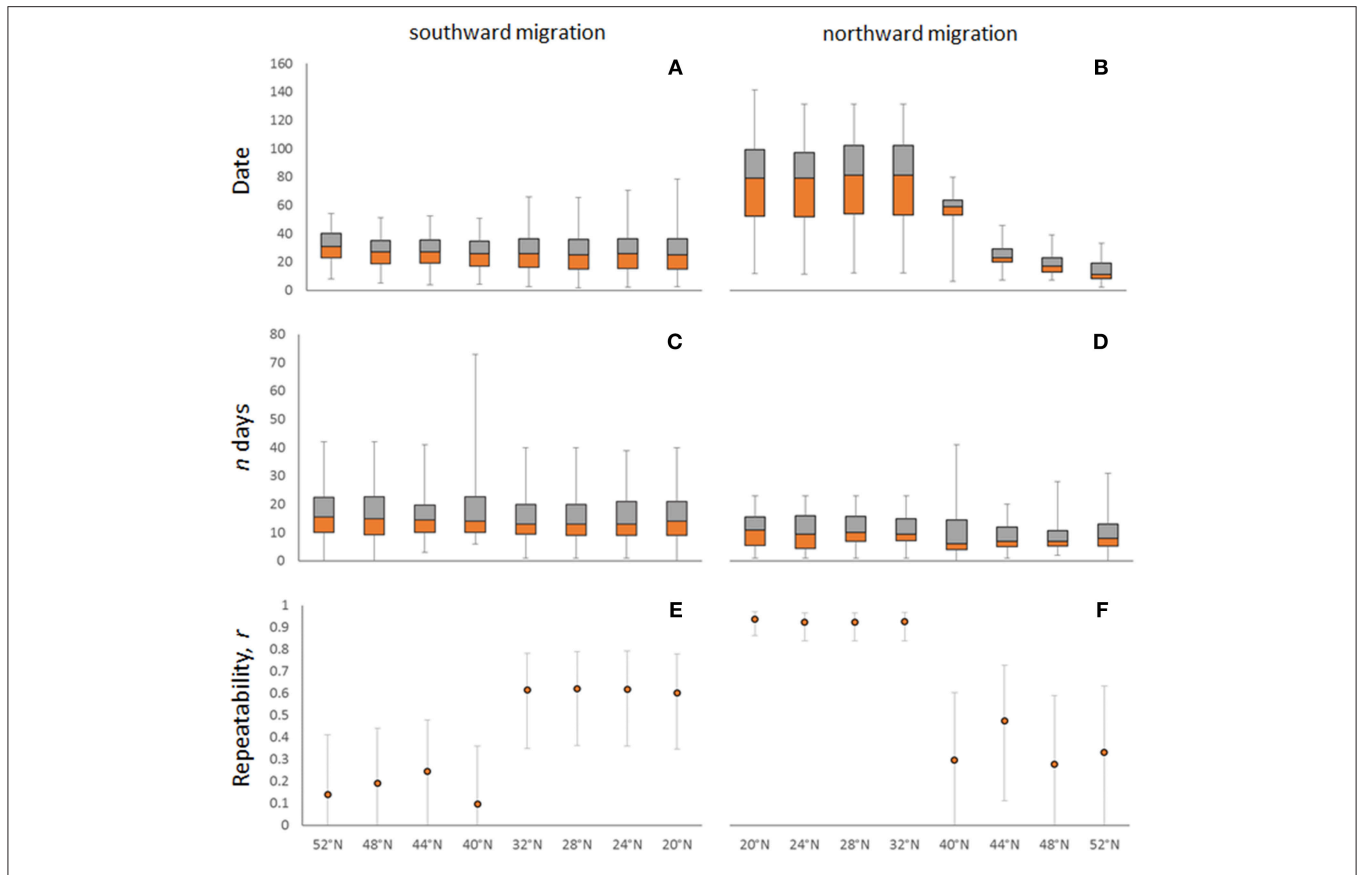 southward migration
northward migration
A
B
Date
160
140
120
100
80
60
40
20
0
C
D
n days
80
70
60
50
40
30
20
10
0
E
F
Repeatability, r
1
0.9
0.8
0.7
0.6
0.5
0.4
0.3
0.2
0.1
0
52°N 48°N 44°N 40°N 32°N 28°N 24°N 20°N
20°N 24°N 28°N 32°N 40°N 44°N 48°N 52°N